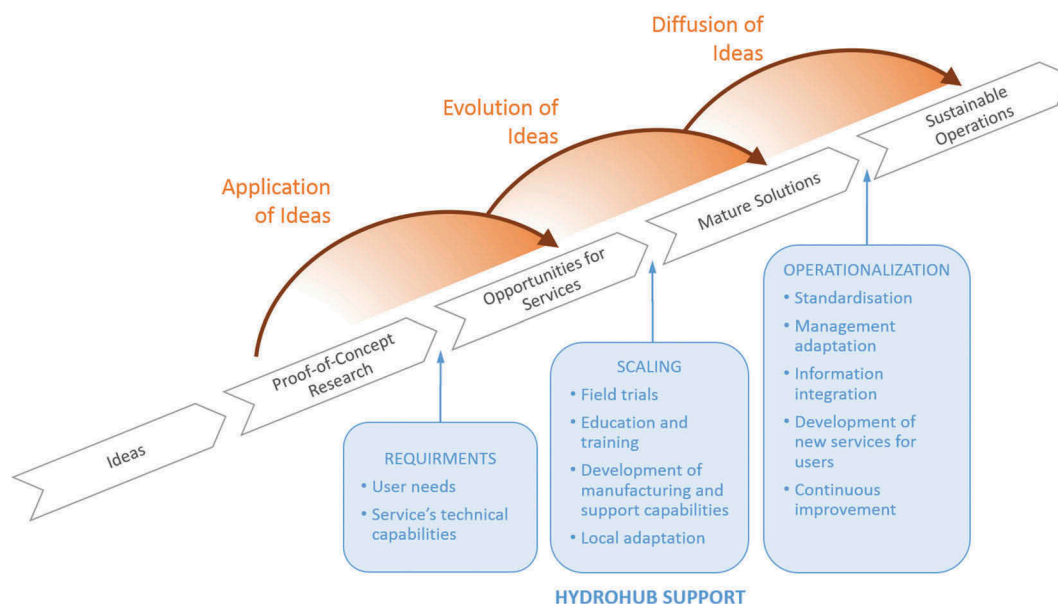 Diffusion of
Ideas
Evolution of
Ideas
Application
of Ideas
Ideas
Proof-of-Concept
Research
Opportunities for
Services
Mature Solutions
Sustainable
Operations
REQUIRMENTS
• User needs
• Service's technical
capabilities
SCALING
• Field trials
• Education and
training
• Development of
manufacturing and
support capabilities
• Local adaptation
OPERATIONALIZATION
• Standardisation
• Management
adaptation
• Information
integration
• Development of
new services for
users
• Continuous
improvement
HYDROHUB SUPPORT